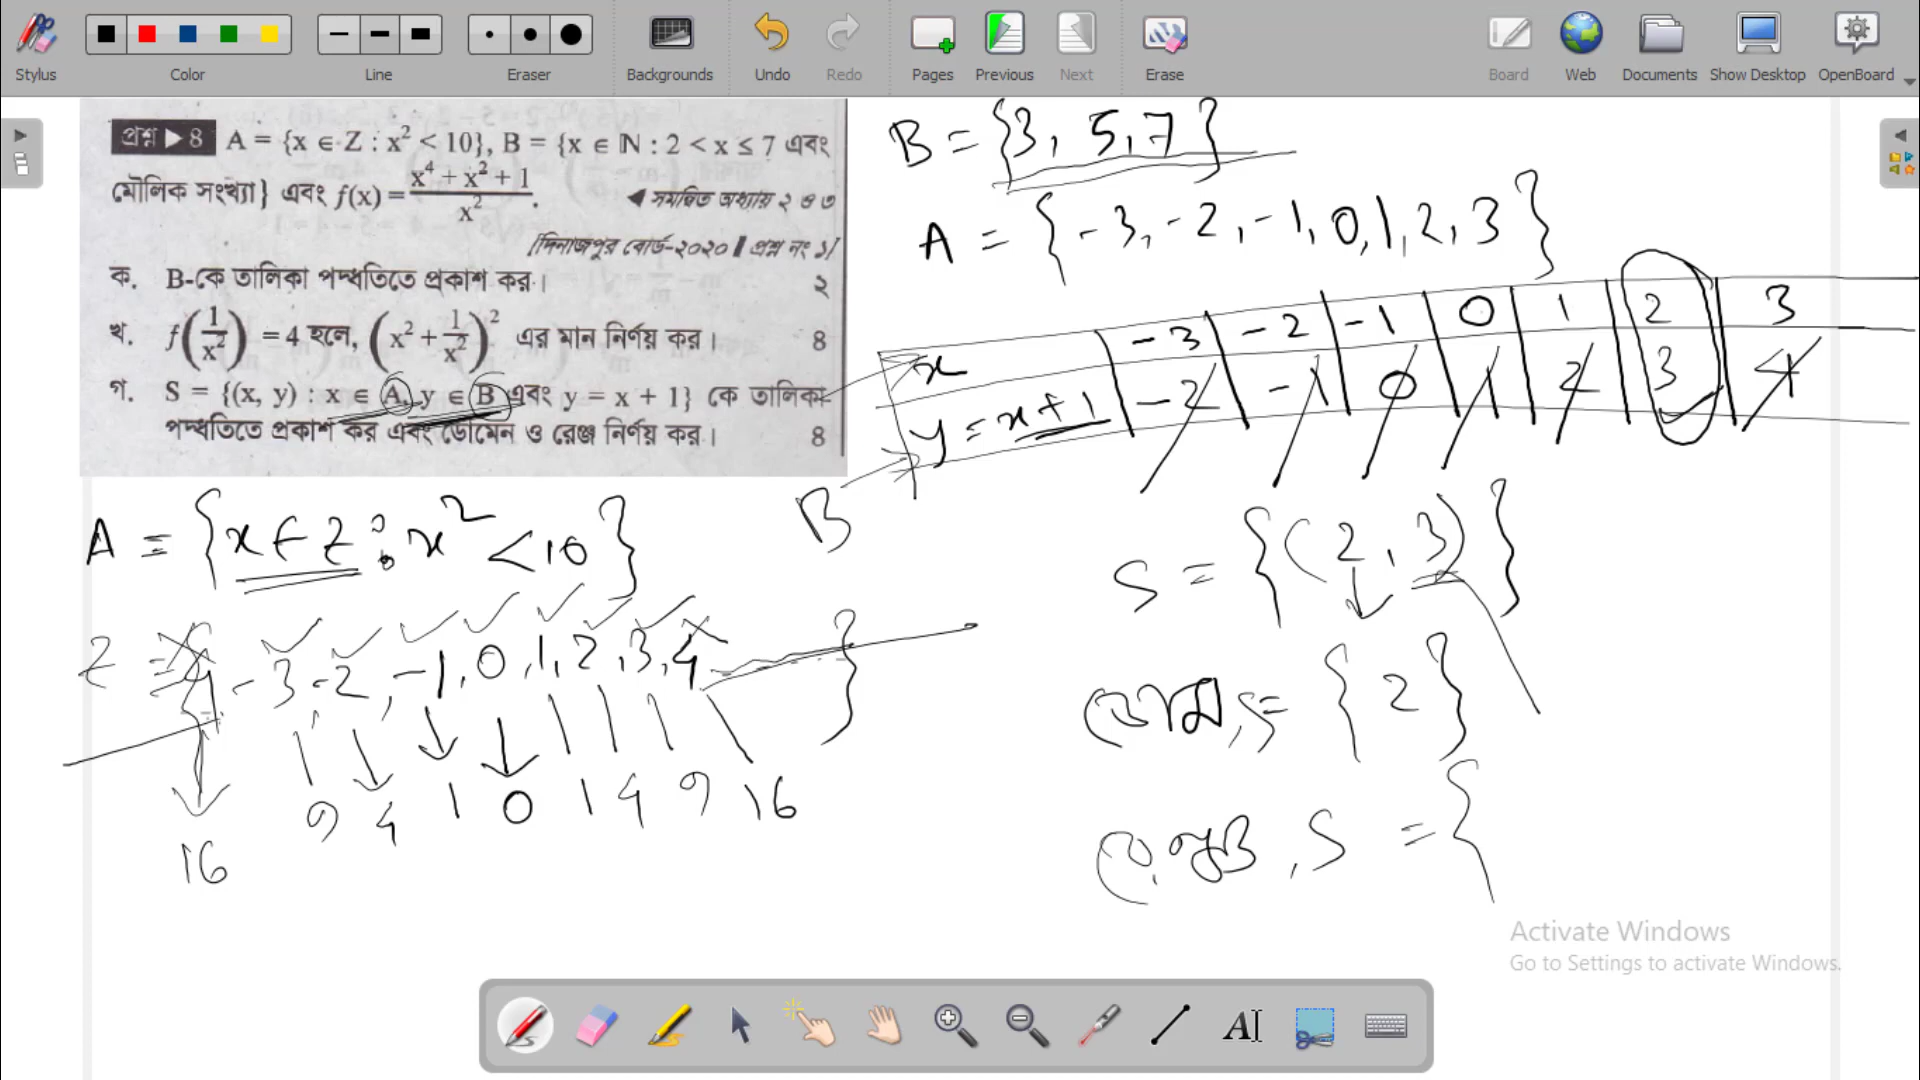 Stylus
Color
Line
Eraser
Backgrounds
Undo
Redo
Pages
Previous
Next
Erase
Board
Web
Documents
Show Desktop
OpenBoard
প্রশ্ন ▶ 8 A = {x ∈ Z : x² < 10}, B = {x ∈ N : 2 < x ≤ 7 এবং
মৌলিক সংখ্যা} এবং f(x) = (x⁴ + x² + 1)/x².
◀ সমন্বিত অধ্যায় ২ ও ৩
[দিনাজপুর বোর্ড-২০২০ ∎ প্রশ্ন নং ১]
ক. B-কে তালিকা পদ্ধতিতে প্রকাশ কর। ২
খ. f(1/x²) = 4 হলে, (x² + 1/x²)² এর মান নির্ণয় কর। ৪
গ. S = {(x, y) : x ∈ A, y ∈ B এবং y = x + 1} কে তালিকা
পদ্ধতিতে প্রকাশ কর এবং ডোমেন ও রেঞ্জ নির্ণয় কর। ৪
B = {3, 5, 7}
A = {-3, -2, -1, 0, 1, 2, 3}
x -3 -2 -1 0 1 2 3
y = x + 1 -2 -1 0 1 2 3 4
B
A = {x ∈ Z : x² < 10}
Z = {-4 -3, -2, -1, 0, 1, 2, 3, 4 }
16 9 4 1 0 1 4 9 16
S = {(2, 3)}
ডোম, S = {2}
রেঞ্জ, S = {
Activate Windows
Go to Settings to activate Windows.